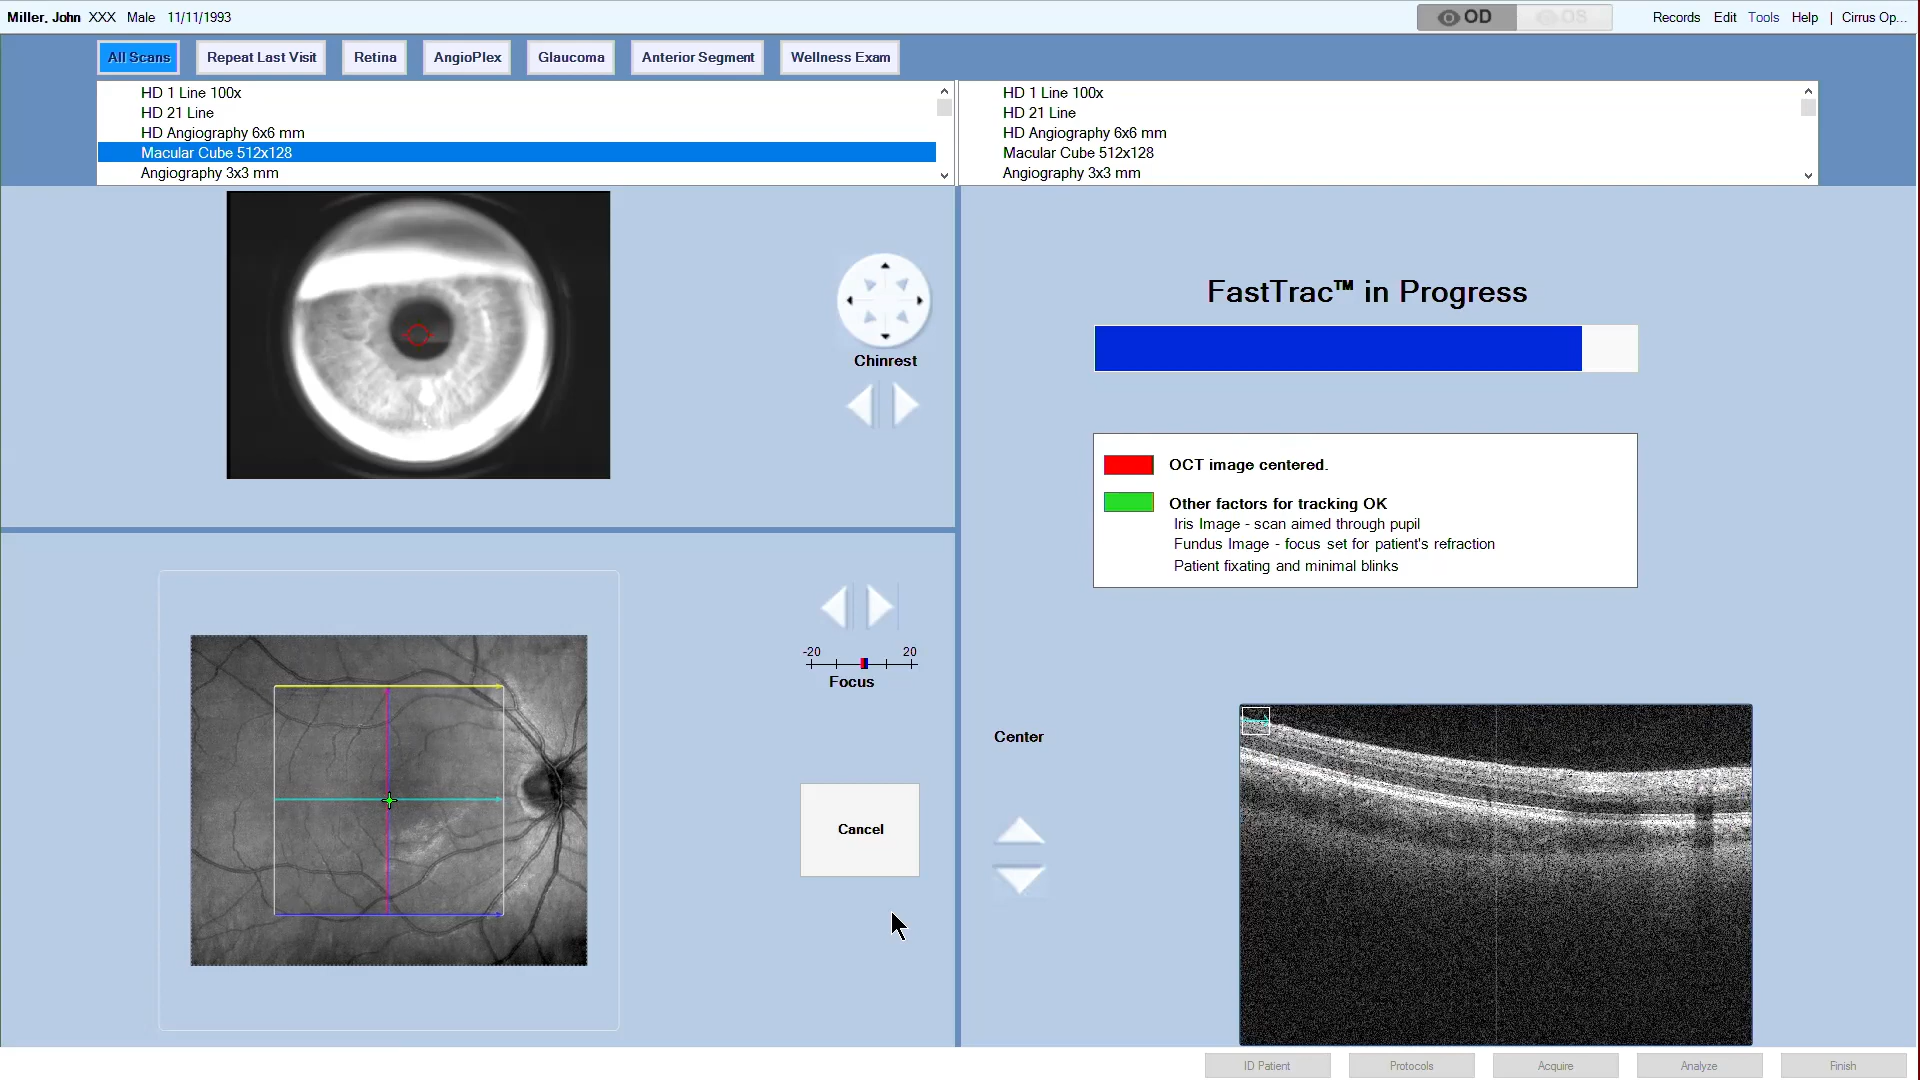 Miller, John XXX Male 11/11/1993
OD OS
Records Edit Tools Help | Cirrus Op...
All Scans Repeat Last Visit Retina AngioPlex Glaucoma Anterior Segment Wellness Exam
HD 1 Line 100x
HD 21 Line
HD Angiography 6x6 mm
Macular Cube 512x128
Angiography 3x3 mm
HD 1 Line 100x
HD 21 Line
HD Angiography 6x6 mm
Macular Cube 512x128
Angiography 3x3 mm
Chinrest
FastTrac™ in Progress
OCT image centered.
Other factors for tracking OK
Iris Image - scan aimed through pupil
Fundus Image - focus set for patient's refraction
Patient fixating and minimal blinks
-20 20
Focus
Cancel
Center
ID Patient Protocols Acquire Analyze Finish